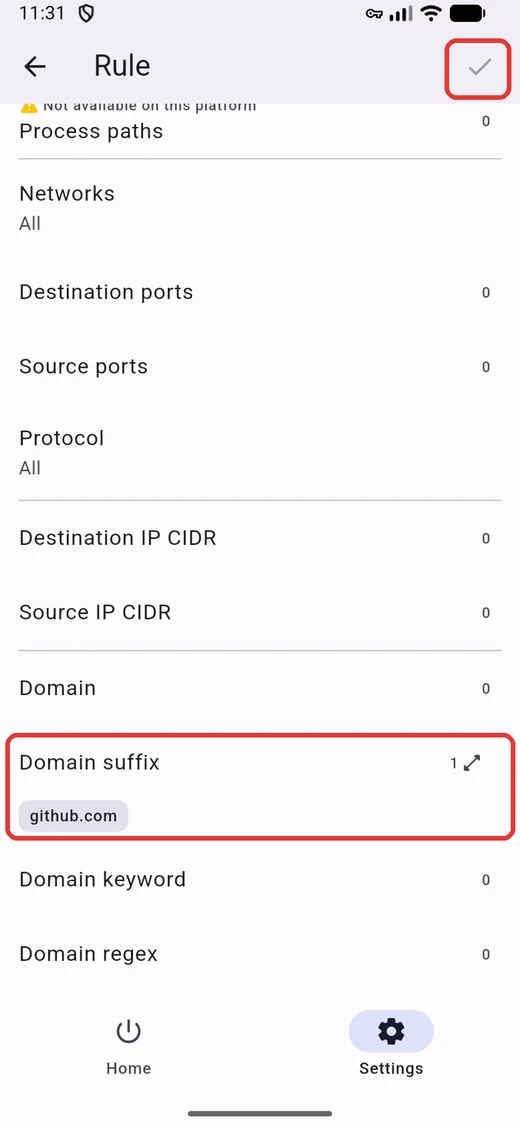 11:31
Rule
Not available on this platform
Process paths 0
Networks
All
Destination ports 0
Source ports 0
Protocol
All
Destination IP CIDR 0
Source IP CIDR 0
Domain 0
Domain suffix 1
github.com
Domain keyword 0
Domain regex 0
Home Settings